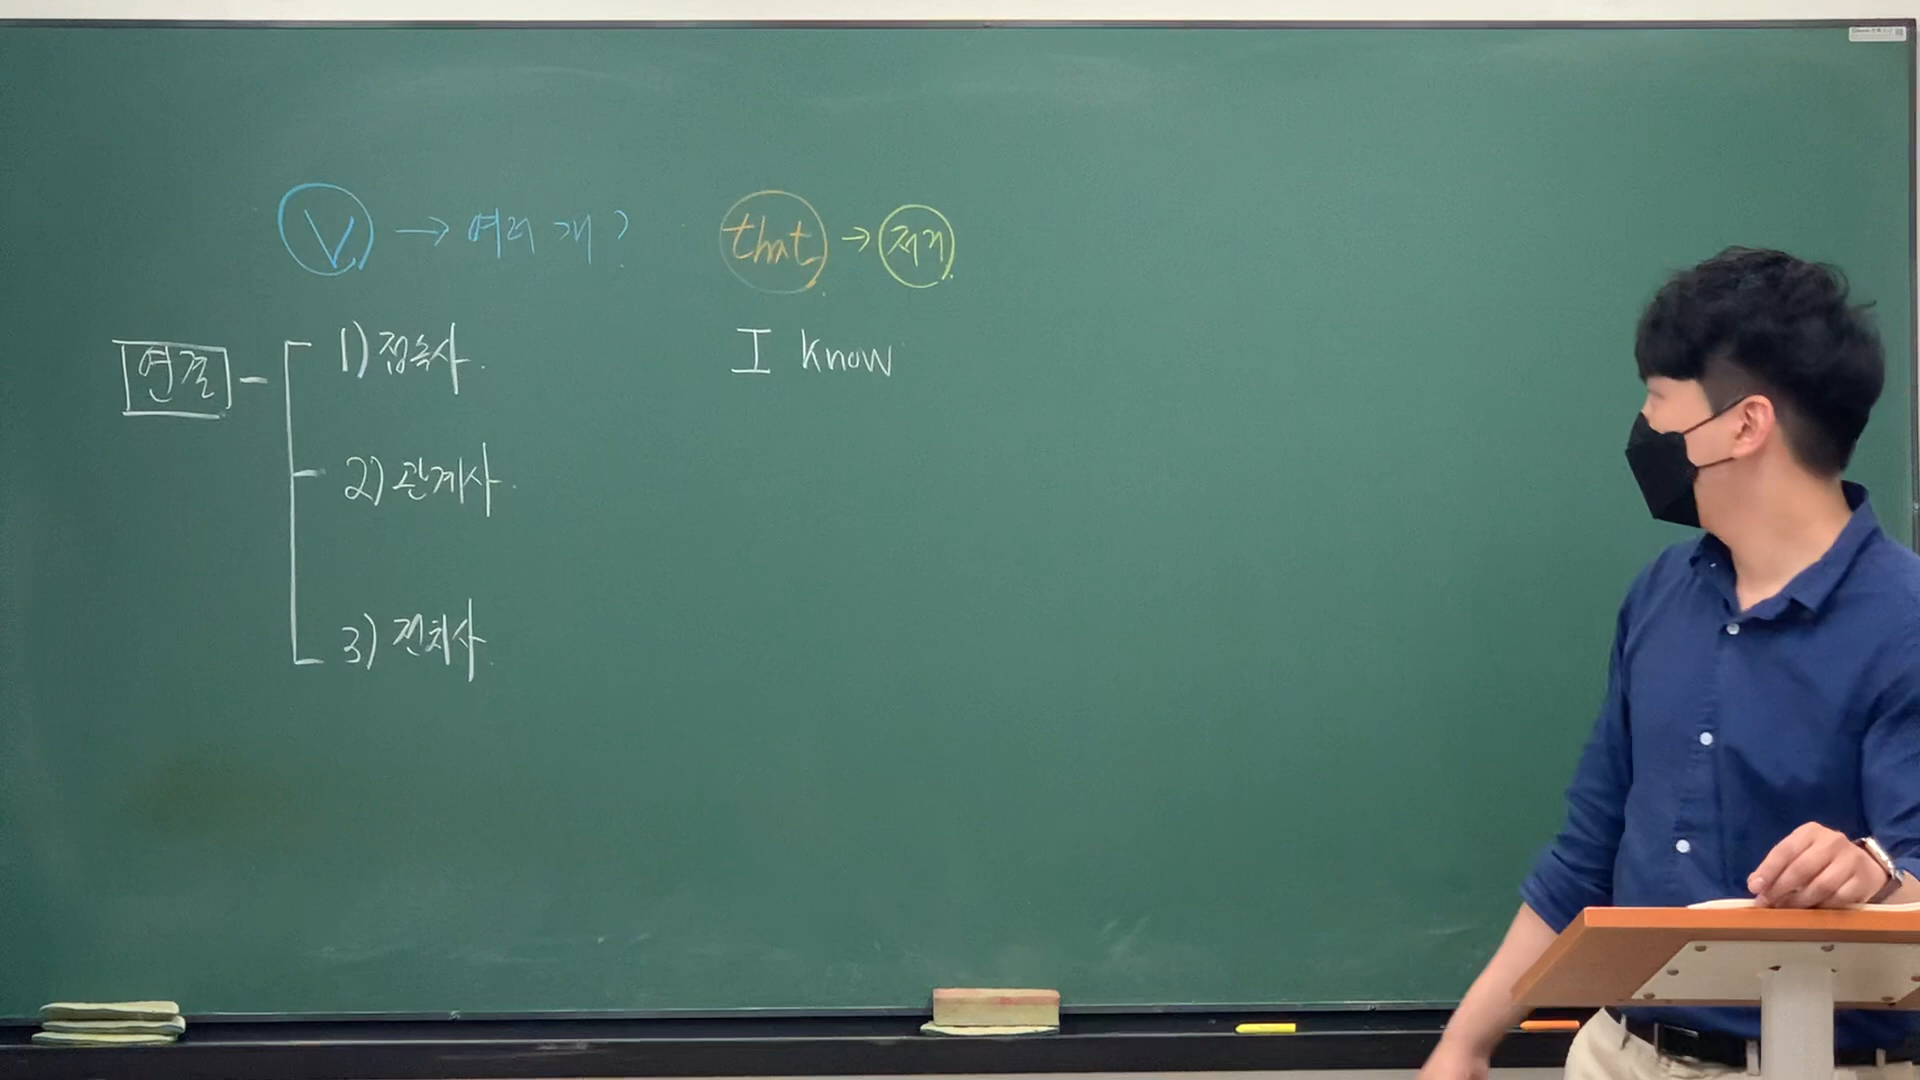 V → 여러 개?
that → 저거
연결
1) 접속사.
2) 관계사.
3) 전치사.
I know